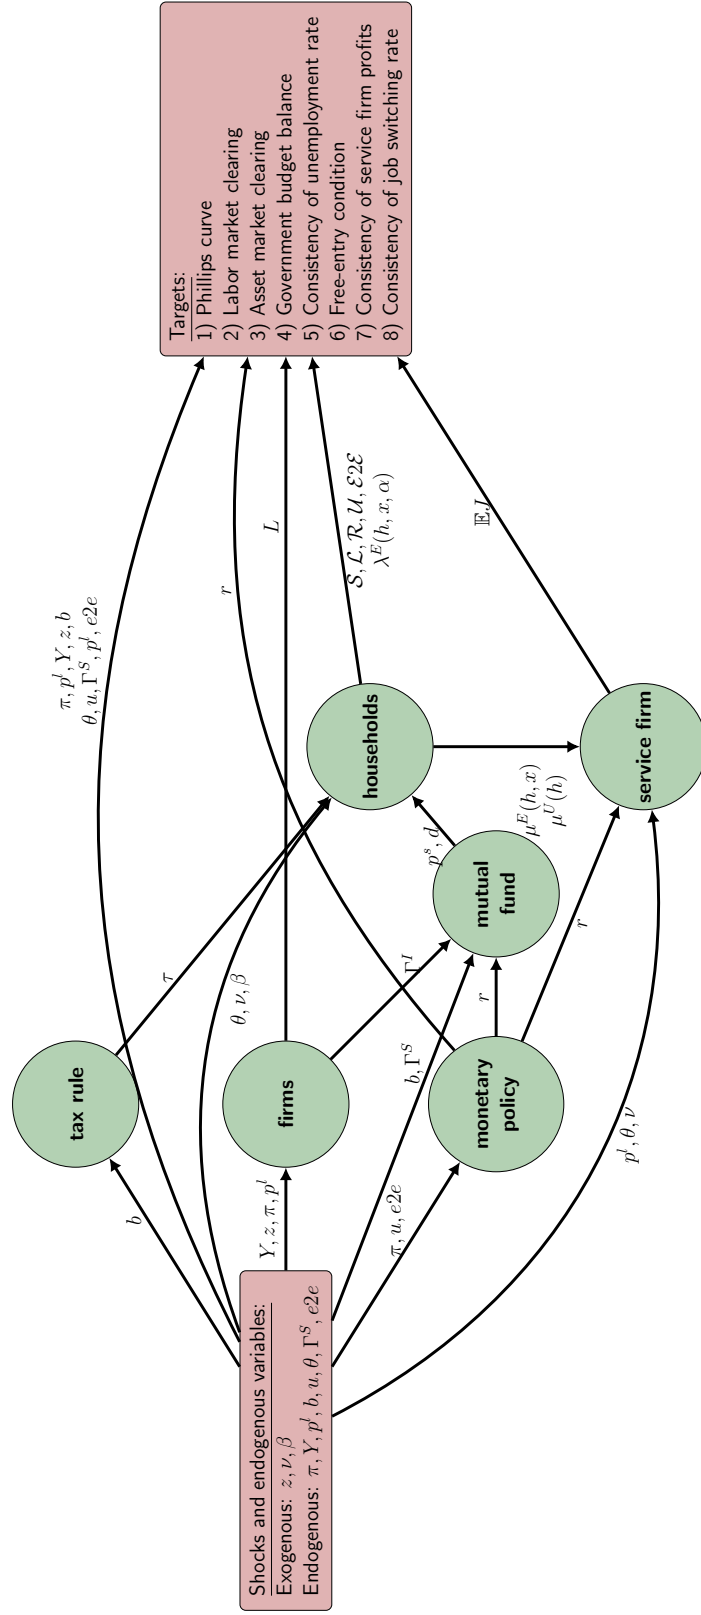 Shocks and endogenous variables:
Exogenous: z, ν, β
Endogenous: π, Y, p^l, b, u, θ, Γ^S, e2e
b
Y, z, π, p^l
π, u, e2e
tax rule
firms
monetary
policy
τ
θ, ν, β
b, Γ^S
Γ^I
r
r
p^l, θ, ν
mutual
fund
p^s, d
households
μ^E(h, x)
μ^U(h)
service firm
π, p^l, Y, z, b
θ, u, Γ^S, p^l, e2e
r
L
𝒮, ℒ, ℛ, 𝒰, ℰ2ℰ
λ^E(h, x, α)
𝔼J
Targets:
1) Phillips curve
2) Labor market clearing
3) Asset market clearing
4) Government budget balance
5) Consistency of unemployment rate
6) Free-entry condition
7) Consistency of service firm profits
8) Consistency of job switching rate